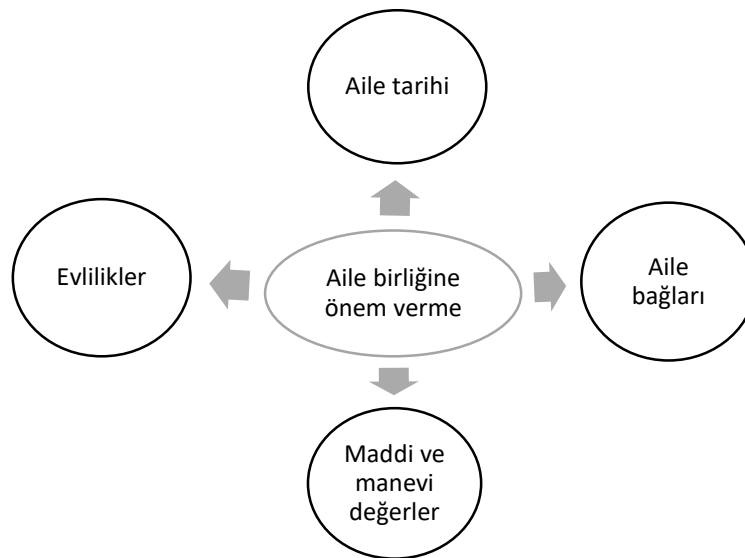 Aile tarihi
Evlilikler
Aile birliğine
önem verme
Aile
bağları
Maddi ve
manevi
değerler